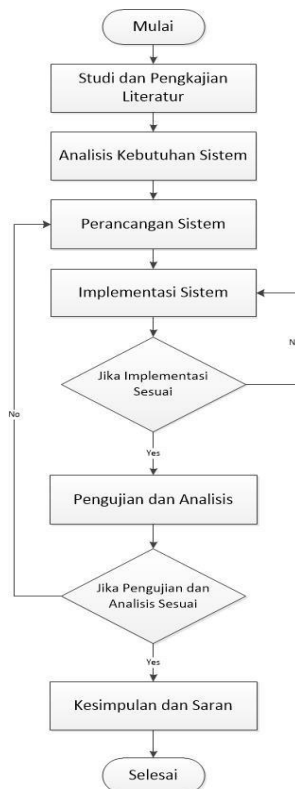 Mulai
Studi dan Pengkajian
Literatur
Analisis Kebutuhan Sistem
Perancangan Sistem
Implementasi Sistem
Jika Implementasi
Sesuai
No
Yes
Pengujian dan Analisis
Jika Pengujian dan
Analisis Sesuai
Yes
Kesimpulan dan Saran
Selesai